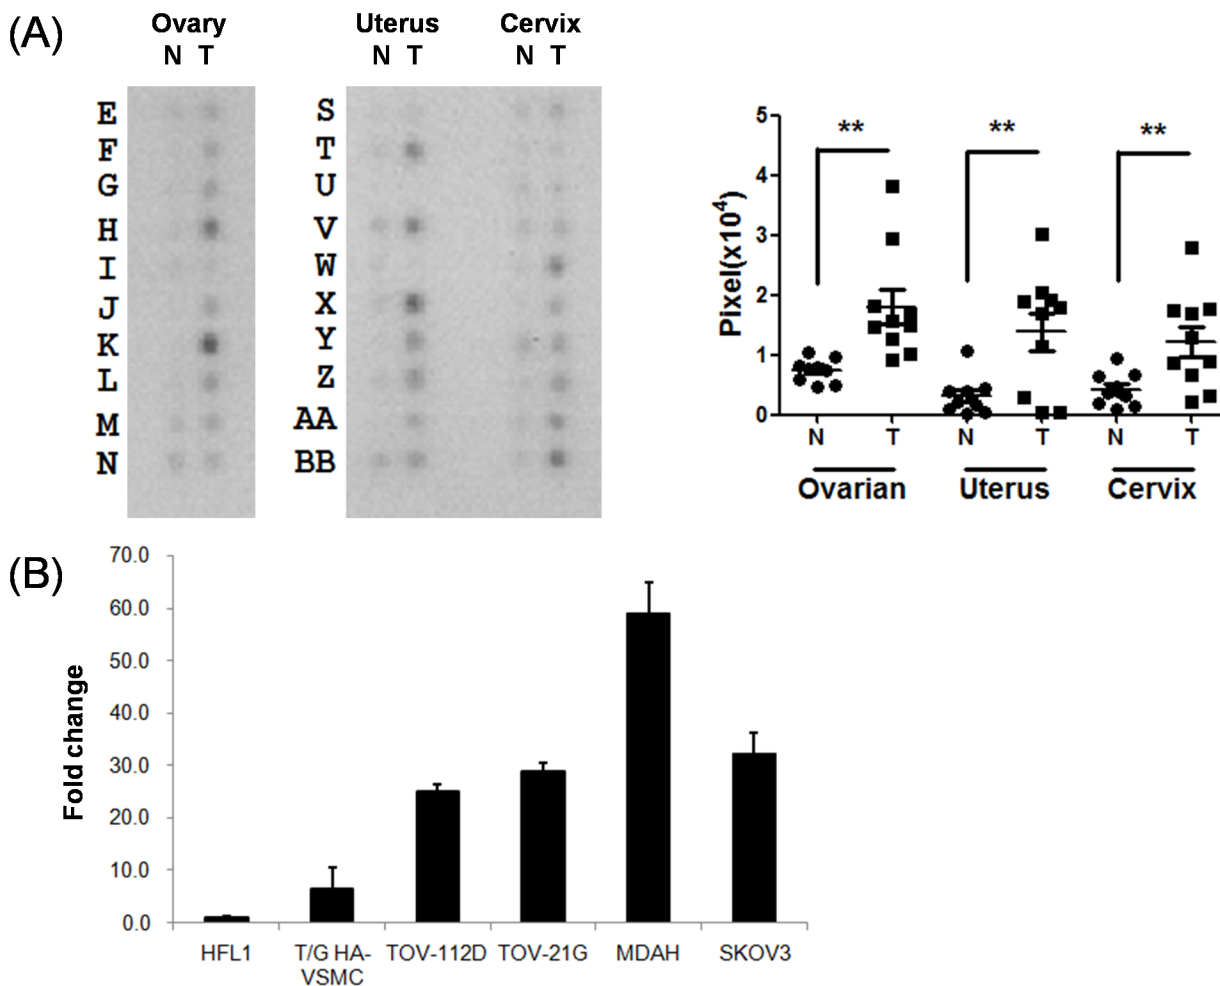 (A)
Ovary Uterus Cervix
N T N T N T
E
F
G
H
I
J
K
L
M
N
S
T
U
V
W
X
Y
Z
AA
BB
Pixel(x10⁴)
5
4
3
2
1
0
** ** **
N T N T N T
Ovarian Uterus Cervix
(B)
Fold change
70.0
60.0
50.0
40.0
30.0
20.0
10.0
0.0
HFL1 T/G HA- TOV-112D TOV-21G MDAH SKOV3
VSMC